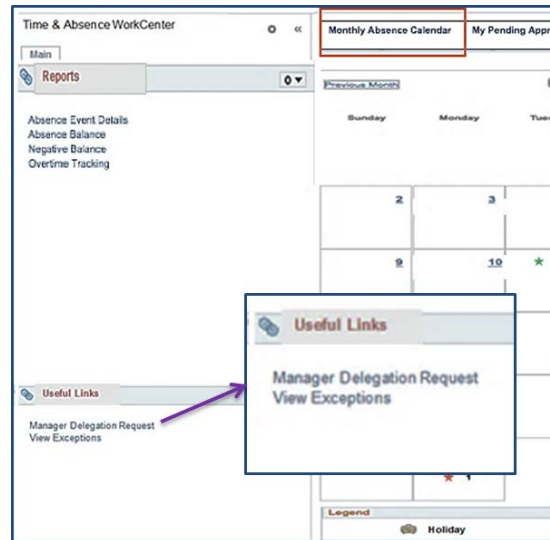 Time & Absence WorkCenter
Main
Reports
Absence Event Details
Absence Balance
Negative Balance
Overtime Tracking
Useful Links
Manager Delegation Request
View Exceptions
Monthly Absence Calendar
My Pending Appr
Previous Month
Sunday Monday Tues
2 3
9 10
Useful Links
Manager Delegation Request
View Exceptions
1
Legend
Holiday